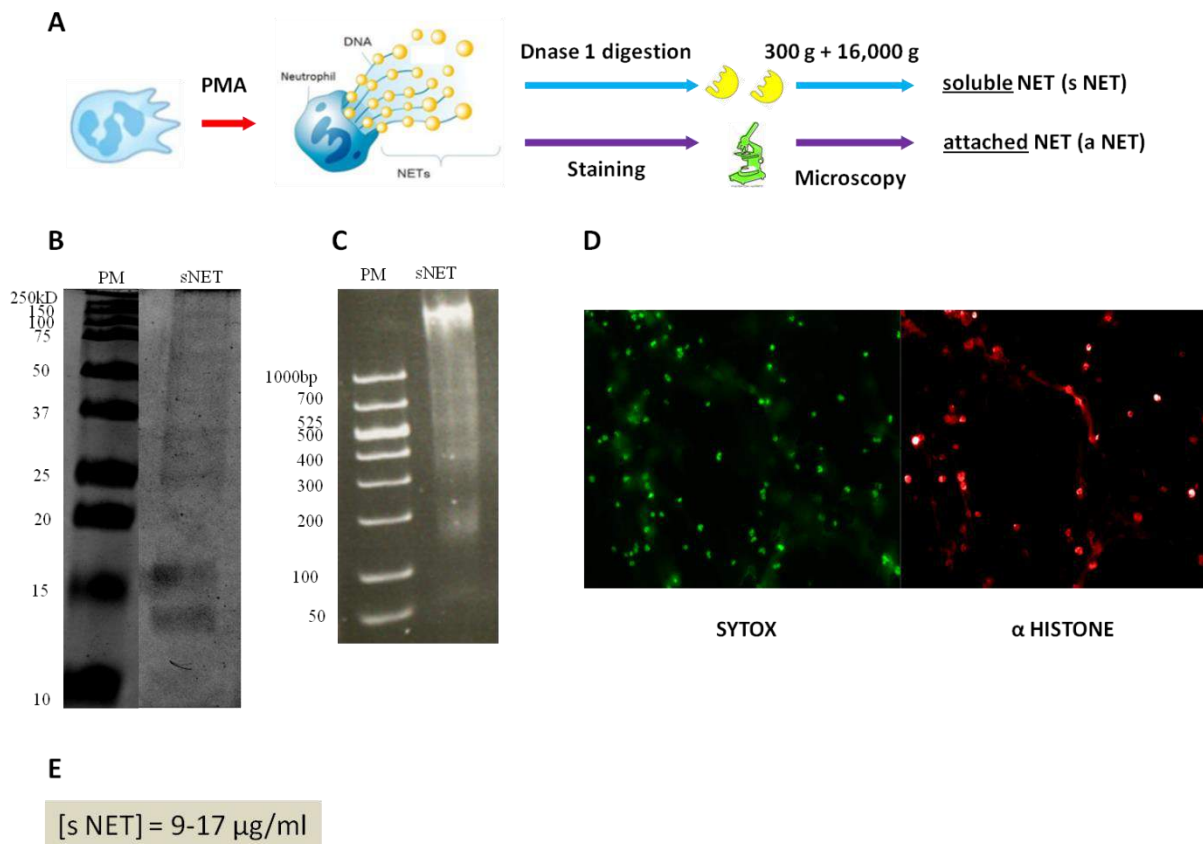 A
PMA
DNA
Neutrophil
NETs
Dnase 1 digestion
300 g + 16,000 g
soluble NET (s NET)
Staining
Microscopy
attached NET (a NET)
B
PM sNET
250kD
150
100
75
50
37
25
20
15
10
C
PM sNET
1000bp
700
525
500
400
300
200
100
50
D
SYTOX
α HISTONE
E
[s NET] = 9-17 µg/ml